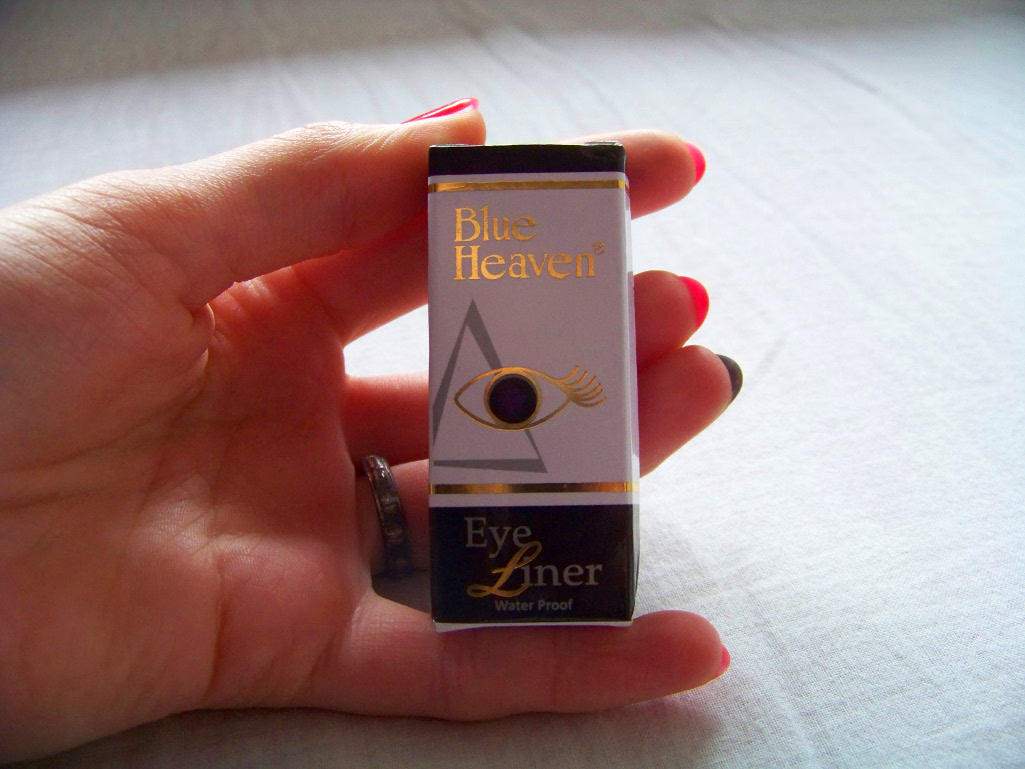 Blue
Heaven®
Eye
Liner
Water Proof